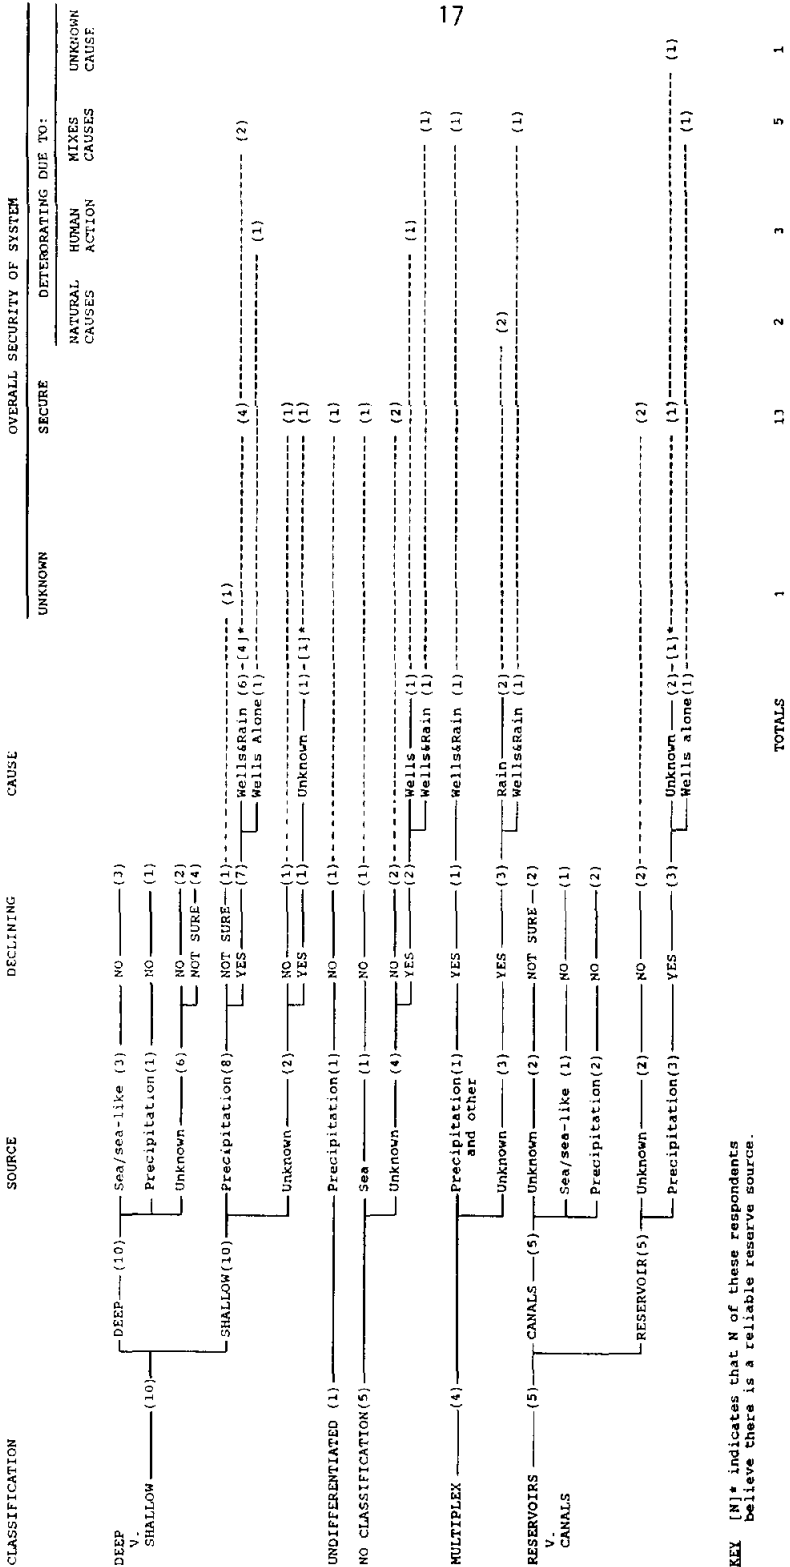 17
CLASSIFICATION SOURCE DECLINING CAUSE OVERALL SECURITY OF SYSTEM
UNKNOWN SECURE DETERORATING DUE TO:
NATURAL CAUSES HUMAN ACTION MIXES CAUSES UNKNOWN CAUSE
DEEP V. SHALLOW (10)
DEEP (10) Sea/sea-like (3) NO (3)
Precipitation(1) NO (1)
Unknown (6) NO (2)
NOT SURE (4)
SHALLOW(10) Precipitation(8) NOT SURE (1) (1)
YES (7) Wells&Rain (6)-[4]* (4) (2)
Wells Alone(1) (1)
Unknown (2) NO (1) (1)
YES (1) Unknown (1)-[1]* (1)
UNDIFFERENTIATED (1) Precipitation(1) NO (1) (1)
NO CLASSIFICATION(5) Sea (1) NO (1) (1)
Unknown (4) NO (2) (2)
YES (2) Wells (1) (1)
Wells&Rain (1) (1)
MULTIPLEX (4) Precipitation(1) YES (1) Wells&Rain (1) (1)
and other
Unknown (3) YES (3) Rain (2) (2)
Wells&Rain (1) (1)
RESERVOIRS V. CANALS (5)
CANALS (5) Unknown (2) NOT SURE (2)
Sea/sea-like (1) NO (1)
Precipitation(2) NO (2)
RESERVOIR(5) Unknown (2) NO (2) (2)
Precipitation(3) YES (3) Unknown (2)-[1]* (1) (1)
Wells alone(1) (1)
TOTALS 1 13 2 3 5 1
KEY [N]* indicates that N of these respondents
believe there is a reliable reserve source.